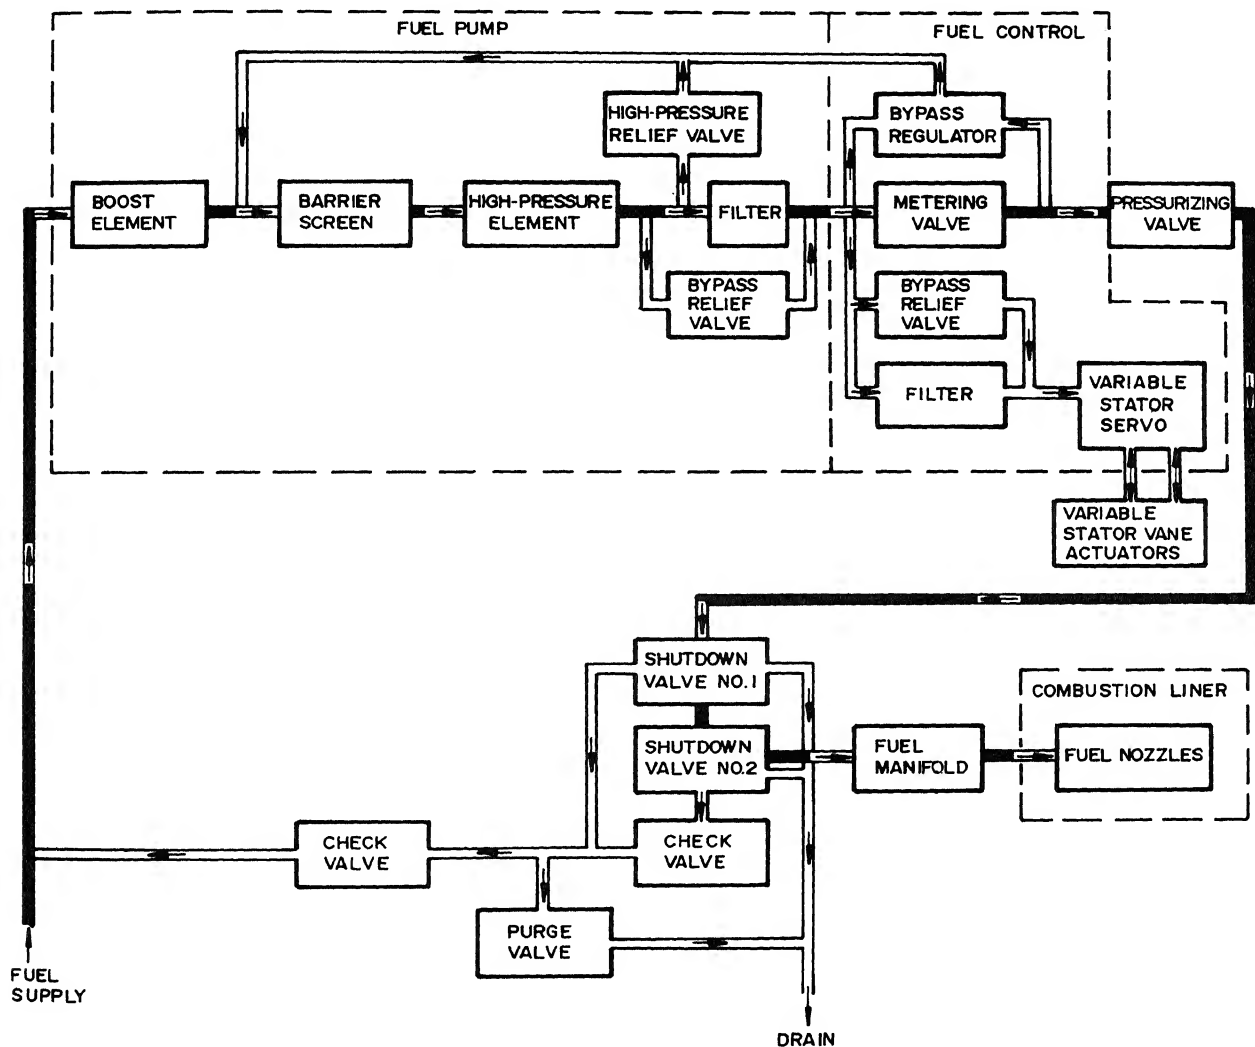 FUEL PUMP
FUEL CONTROL
HIGH-PRESSURE
RELIEF VALVE
BYPASS
REGULATOR
BOOST
ELEMENT
BARRIER
SCREEN
HIGH-PRESSURE
ELEMENT
FILTER
METERING
VALVE
PRESSURIZING
VALVE
BYPASS
RELIEF
VALVE
BYPASS
RELIEF
VALVE
FILTER
VARIABLE
STATOR
SERVO
VARIABLE
STATOR VANE
ACTUATORS
SHUTDOWN
VALVE NO.1
COMBUSTION LINER
SHUTDOWN
VALVE NO.2
FUEL
MANIFOLD
FUEL NOZZLES
CHECK
VALVE
CHECK
VALVE
PURGE
VALVE
FUEL
SUPPLY
DRAIN